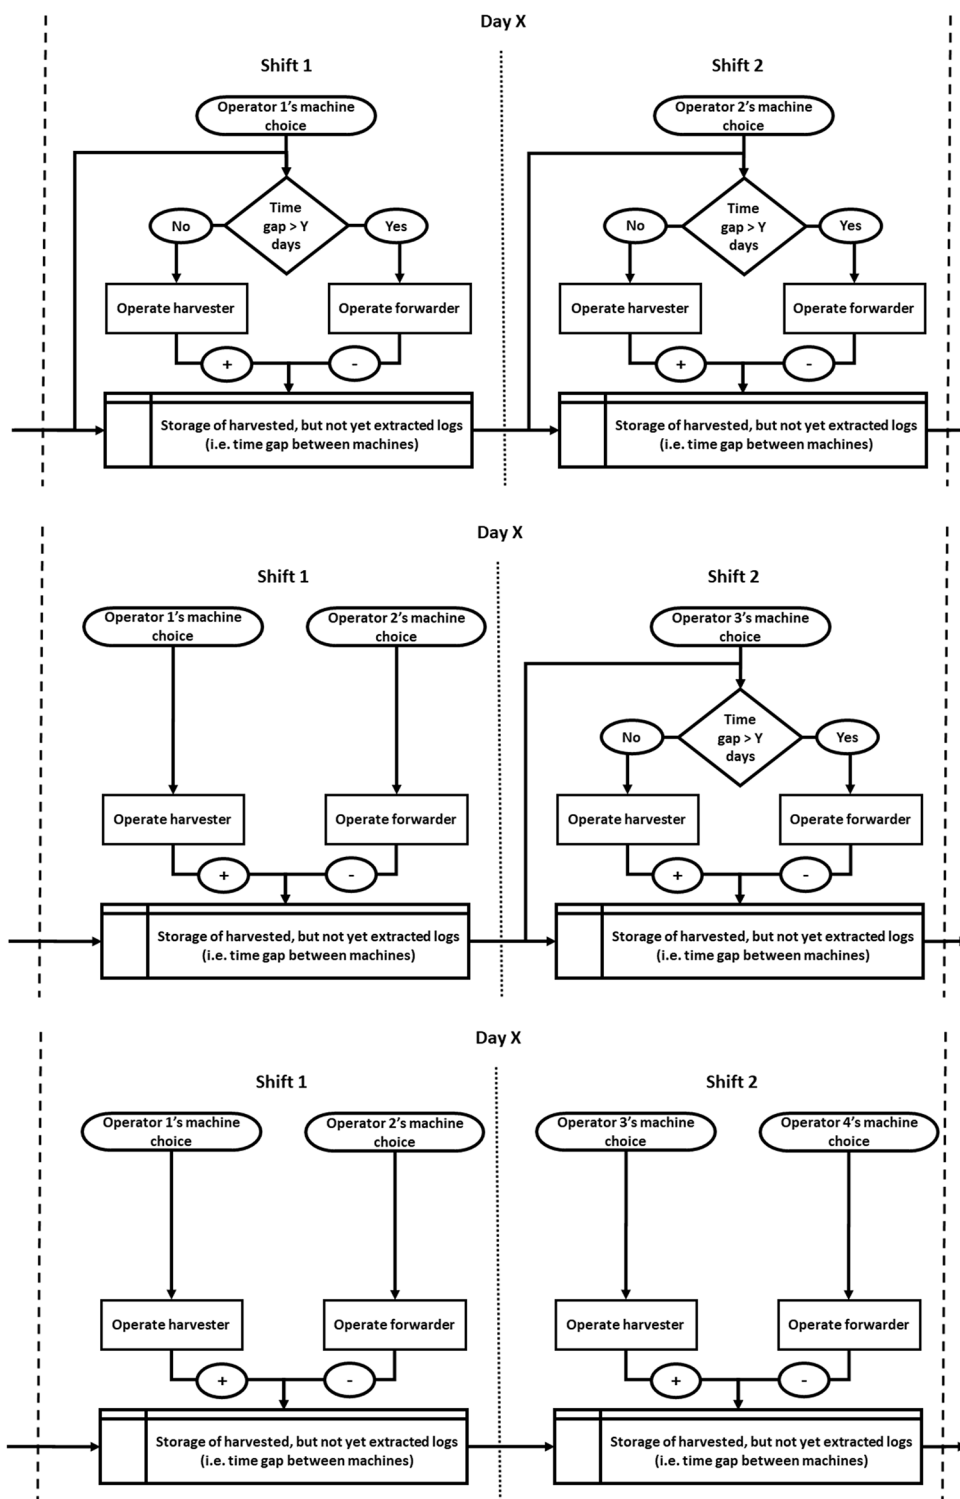 Day X
Shift 1
Shift 2
Operator 1's machine
choice
Operator 2's machine
choice
Time
gap > Y
days
No
Yes
Time
gap > Y
days
No
Yes
Operate harvester
Operate forwarder
Operate harvester
Operate forwarder
+
-
+
-
Storage of harvested, but not yet extracted logs
(i.e. time gap between machines)
Storage of harvested, but not yet extracted logs
(i.e. time gap between machines)
Day X
Shift 1
Shift 2
Operator 1's machine
choice
Operator 2's machine
choice
Operator 3's machine
choice
Time
gap > Y
days
No
Yes
Operate harvester
Operate forwarder
Operate harvester
Operate forwarder
+
-
+
-
Storage of harvested, but not yet extracted logs
(i.e. time gap between machines)
Storage of harvested, but not yet extracted logs
(i.e. time gap between machines)
Day X
Shift 1
Shift 2
Operator 1's machine
choice
Operator 2's machine
choice
Operator 3's machine
choice
Operator 4's machine
choice
Operate harvester
Operate forwarder
Operate harvester
Operate forwarder
+
-
+
-
Storage of harvested, but not yet extracted logs
(i.e. time gap between machines)
Storage of harvested, but not yet extracted logs
(i.e. time gap between machines)